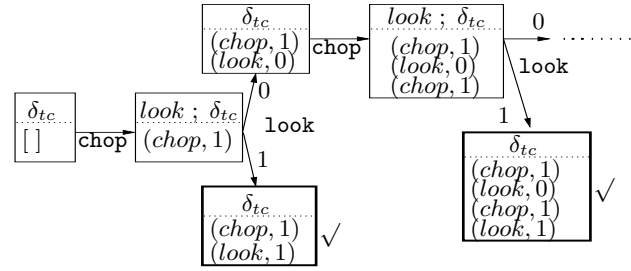 δ_tc
[ ]
chop
look ; δ_tc
(chop, 1)
look
0
1
δ_tc
(chop, 1)
(look, 0)
chop
δ_tc
(chop, 1)
(look, 1)
√
look ; δ_tc
(chop, 1)
(look, 0)
(chop, 1)
0
look
1
δ_tc
(chop, 1)
(look, 0)
(chop, 1)
(look, 1)
√